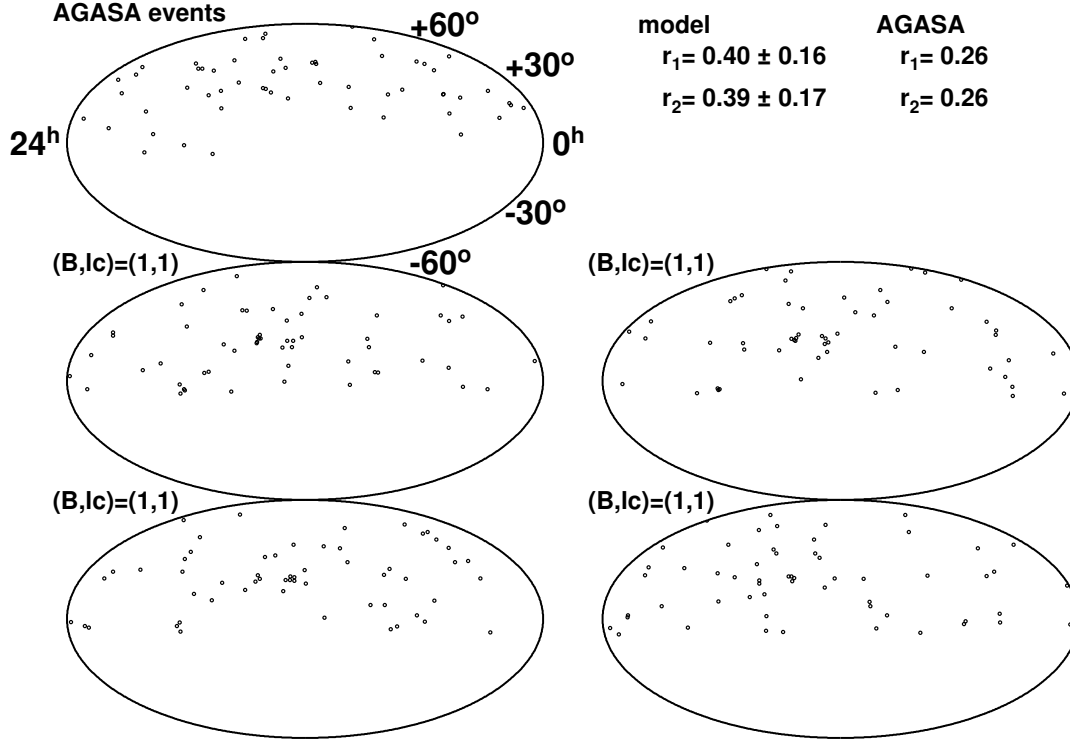 AGASA events
+60°
+30°
24ʰ
0ʰ
-30°
-60°
model AGASA
r₁= 0.40 ± 0.16 r₁= 0.26
r₂= 0.39 ± 0.17 r₂= 0.26
(B,lc)=(1,1)
(B,lc)=(1,1)
(B,lc)=(1,1)
(B,lc)=(1,1)